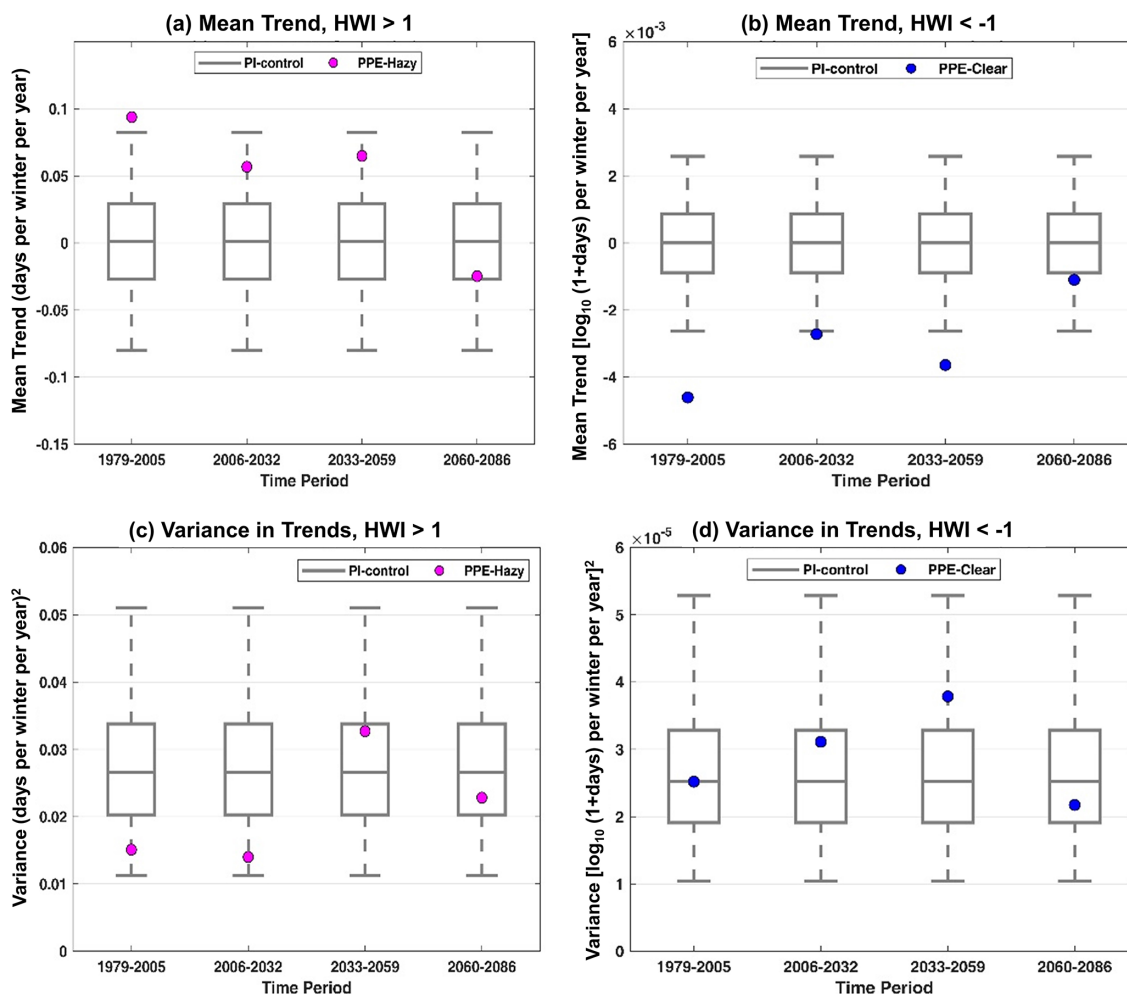 (a) Mean Trend, HWI > 1
PI-control
PPE-Hazy
Mean Trend (days per winter per year)
0.1
0.05
0
-0.05
-0.1
-0.15
1979-2005
2006-2032
2033-2059
2060-2086
Time Period
(b) Mean Trend, HWI < -1
×10⁻³
PI-control
PPE-Clear
Mean Trend [log₁₀ (1+days) per winter per year]
6
4
2
0
-2
-4
-6
1979-2005
2006-2032
2033-2059
2060-2086
Time Period
(c) Variance in Trends, HWI > 1
PI-control
PPE-Hazy
Variance (days per winter per year)²
0.06
0.05
0.04
0.03
0.02
0.01
0
1979-2005
2006-2032
2033-2059
2060-2086
Time Period
(d) Variance in Trends, HWI < -1
×10⁻⁵
PI-control
PPE-Clear
Variance [log₁₀ (1+days) per winter per year]²
6
5
4
3
2
1
0
1979-2005
2006-2032
2033-2059
2060-2086
Time Period